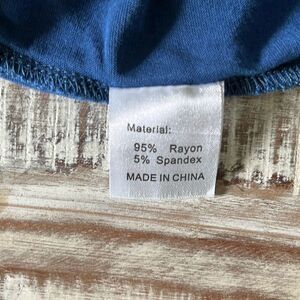 Material:
95% Rayon
5% Spandex
MADE IN CHINA